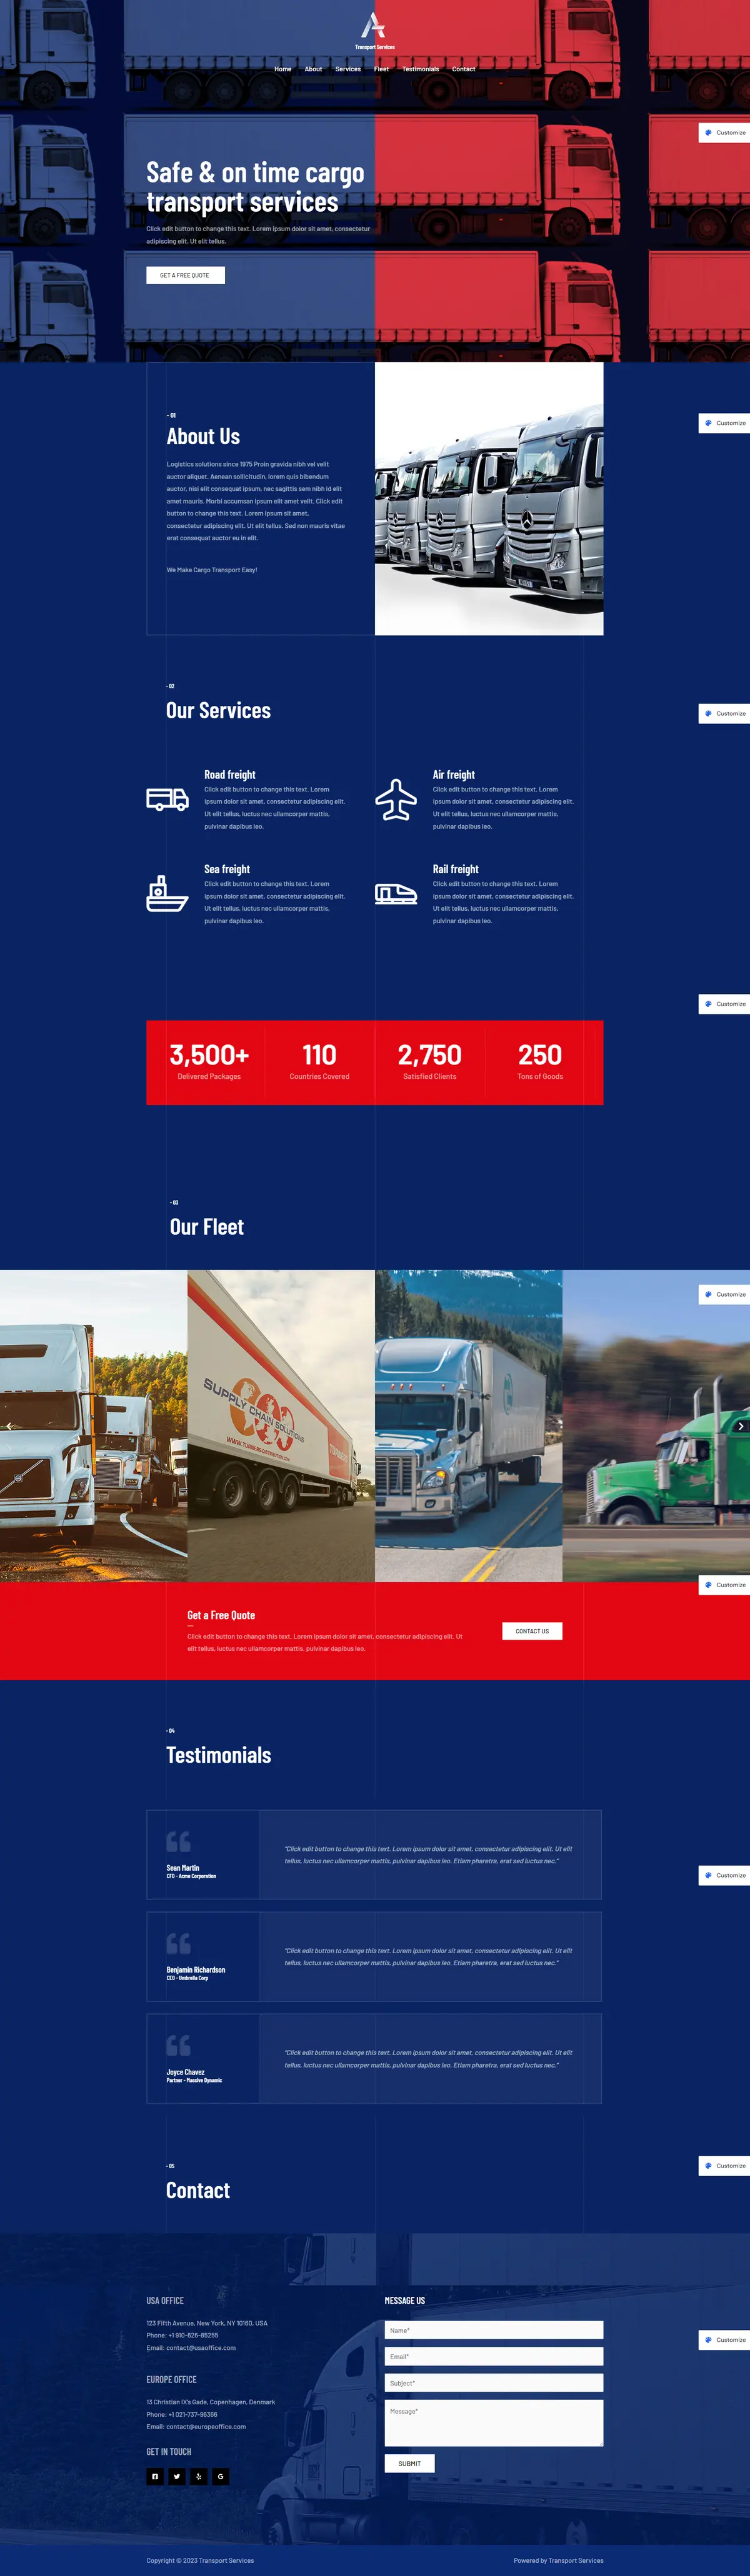 Transport Services
Home About Services Fleet Testimonials Contact
Customize
Safe & on time cargo
transport services
Click edit button to change this text. Lorem ipsum dolor sit amet, consectetur
adipiscing elit. Ut elit tellus.
GET A FREE QUOTE
- 01
About Us
Customize
Logistics solutions since 1975 Proin gravida nibh vel velit
auctor aliquet. Aenean sollicitudin, lorem quis bibendum
auctor, nisi elit consequat ipsum, nec sagittis sem nibh id elit
amet mauris. Morbi accumsan ipsum elit amet velit. Click edit
button to change this text. Lorem ipsum sit amet,
consectetur adipiscing elit. Ut elit tellus. Sed non mauris vitae
erat consequat auctor eu in elit.
We Make Cargo Transport Easy!
- 02
Our Services
Customize
Road freight
Click edit button to change this text. Lorem
ipsum dolor sit amet, consectetur adipiscing elit.
Ut elit tellus, luctus nec ullamcorper mattis,
pulvinar dapibus leo.
Air freight
Click edit button to change this text. Lorem
ipsum dolor sit amet, consectetur adipiscing elit.
Ut elit tellus, luctus nec ullamcorper mattis,
pulvinar dapibus leo.
Sea freight
Click edit button to change this text. Lorem
ipsum dolor sit amet, consectetur adipiscing elit.
Ut elit tellus, luctus nec ullamcorper mattis,
pulvinar dapibus leo.
Rail freight
Click edit button to change this text. Lorem
ipsum dolor sit amet, consectetur adipiscing elit.
Ut elit tellus, luctus nec ullamcorper mattis,
pulvinar dapibus leo.
Customize
3,500+
Delivered Packages
110
Countries Covered
2,750
Satisfied Clients
250
Tons of Goods
- 03
Our Fleet
Customize
SUPPLY CHAIN SOLUTIONS
Customize
Get a Free Quote
Click edit button to change this text. Lorem ipsum dolor sit amet, consectetur adipiscing elit. Ut
elit tellus, luctus nec ullamcorper mattis, pulvinar dapibus leo.
CONTACT US
- 04
Testimonials
"Click edit button to change this text. Lorem ipsum dolor sit amet, consectetur adipiscing elit. Ut elit
tellus, luctus nec ullamcorper mattis, pulvinar dapibus leo. Etiam pharetra, erat sed luctus nec."
Sean Martin
CFO - Acme Corporation
Customize
"Click edit button to change this text. Lorem ipsum dolor sit amet, consectetur adipiscing elit. Ut elit
tellus, luctus nec ullamcorper mattis, pulvinar dapibus leo. Etiam pharetra, erat sed luctus nec."
Benjamin Richardson
CEO - Umbrella Corp
"Click edit button to change this text. Lorem ipsum dolor sit amet, consectetur adipiscing elit. Ut elit
tellus, luctus nec ullamcorper mattis, pulvinar dapibus leo. Etiam pharetra, erat sed luctus nec."
Joyce Chavez
Partner - Massive Dynamic
- 05
Contact
Customize
USA OFFICE
123 Fifth Avenue, New York, NY 10160, USA
Phone: +1 910-626-85255
Email: contact@usaoffice.com
EUROPE OFFICE
13 Christian IX's Gade, Copenhagen, Denmark
Phone: +1 021-737-96366
Email: contact@europeoffice.com
GET IN TOUCH
MESSAGE US
Name*
Customize
Email*
Subject*
Message*
SUBMIT
Copyright © 2023 Transport Services
Powered by Transport Services